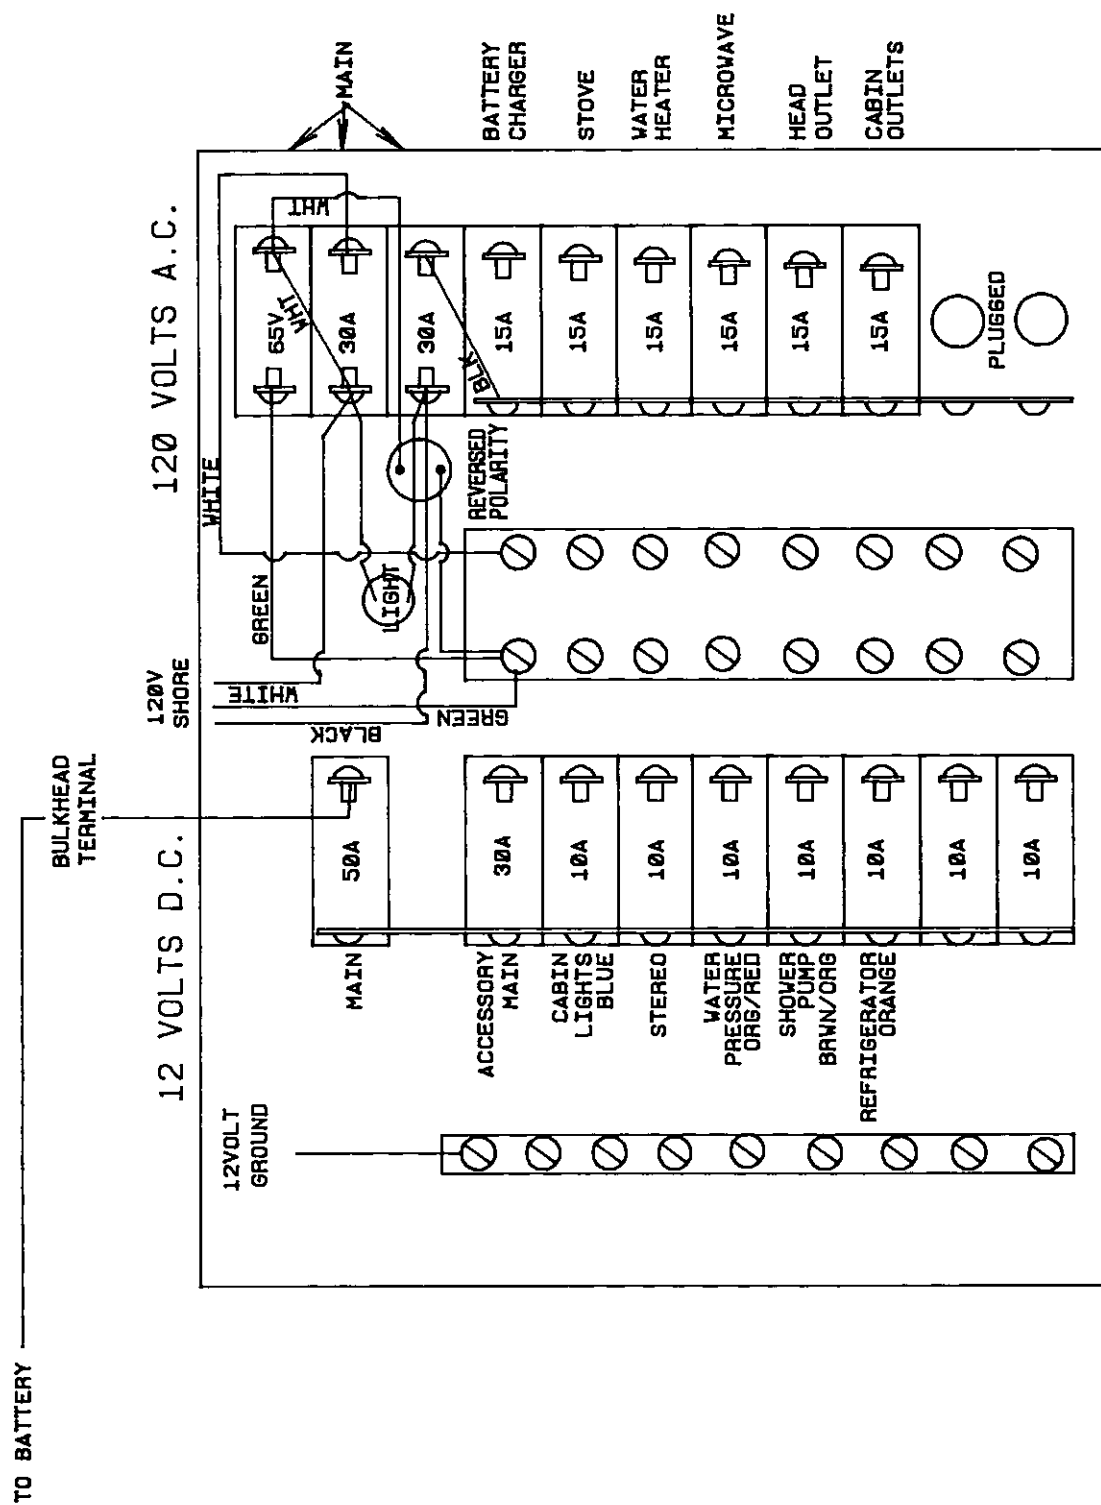 TO BATTERY
BULKHEAD
TERMINAL
12 VOLTS D.C.
120V
SHORE
120 VOLTS A.C.
12VOLT
GROUND
MAIN
50A
BLACK
WHITE
GREEN
GREEN
WHITE
LIGHT
65V
30A
30A
WHT
WHT
BLK
MAIN
REVERSED
POLARITY
ACCESSORY
MAIN
30A
CABIN
LIGHTS
BLUE
10A
STEREO
10A
WATER
PRESSURE
ORG/RED
10A
SHOWER
PUMP
BRWN/ORG
10A
REFRIGERATOR
ORANGE
10A
10A
10A
15A
BATTERY
CHARGER
15A
STOVE
15A
WATER
HEATER
15A
MICROWAVE
15A
HEAD
OUTLET
15A
CABIN
OUTLETS
PLUGGED